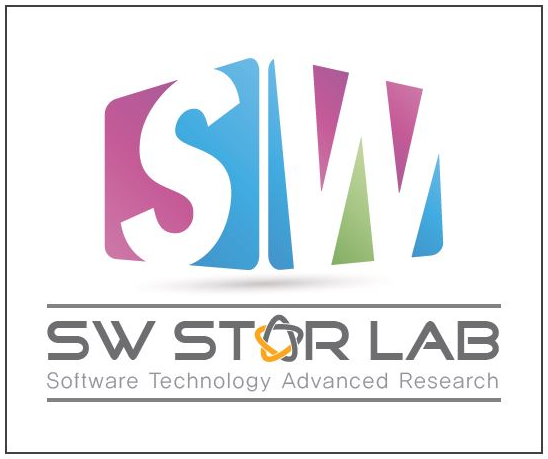 SW
SW STAR LAB
Software Technology Advanced Research